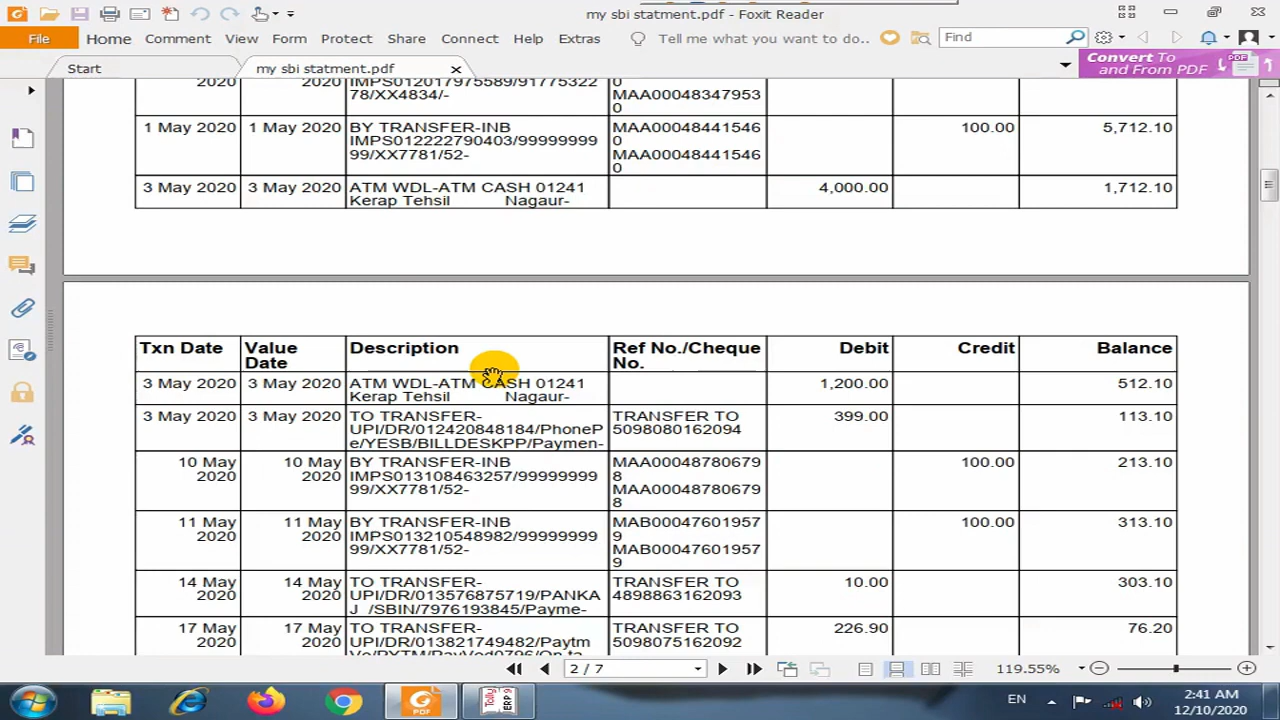 my sbi statment.pdf - Foxit Reader
File Home Comment View Form Protect Share Connect Help Extras Tell me what you want to do.. Find
Start my sbi statment.pdf x
Convert To
and From PDF
PDF
2020 2020 IMPS012017975589/91775322
78/XX4834/- MAA00048347953
0
1 May 2020 1 May 2020 BY TRANSFER-INB MAA00048441546 100.00 5,712.10
IMPS012222790403/99999999 0
99/XX7781/52- MAA00048441546
0
3 May 2020 3 May 2020 ATM WDL-ATM CASH 01241 4,000.00 1,712.10
Kerap Tehsil Nagaur-
Txn Date Value Description Ref No./Cheque Debit Credit Balance
Date No.
3 May 2020 3 May 2020 ATM WDL-ATM CASH 01241 1,200.00 512.10
Kerap Tehsil Nagaur-
3 May 2020 3 May 2020 TO TRANSFER- TRANSFER TO 399.00 113.10
UPI/DR/012420848184/PhoneP 5098080162094
e/YESB/BILLDESKPP/Paymen-
10 May 10 May BY TRANSFER-INB MAA00048780679 100.00 213.10
2020 2020 IMPS013108463257/99999999 8
99/XX7781/52- MAA00048780679
8
11 May 11 May BY TRANSFER-INB MAB00047601957 100.00 313.10
2020 2020 IMPS013210548982/99999999 9
99/XX7781/52- MAB00047601957
9
14 May 14 May TO TRANSFER- TRANSFER TO 10.00 303.10
2020 2020 UPI/DR/013576875719/PANKA 4898863162093
J /SBIN/7976193845/Payme-
17 May 17 May TO TRANSFER- TRANSFER TO 226.90 76.20
2020 2020 UPI/DR/013821749482/Paytm 5098075162092
2 / 7 119.55%
PDF Tally ERP 9 EN 2:41 AM
12/10/2020